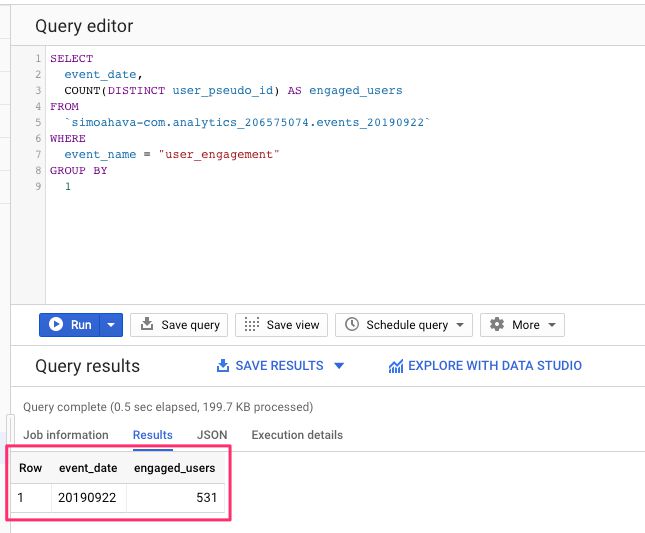 Query editor
1 SELECT
2 event_date,
3 COUNT(DISTINCT user_pseudo_id) AS engaged_users
4 FROM
5 `simoahava-com.analytics_206575074.events_20190922`
6 WHERE
7 event_name = "user_engagement"
8 GROUP BY
9 1
Run Save query Save view Schedule query More
Query results SAVE RESULTS EXPLORE WITH DATA STUDIO
Query complete (0.5 sec elapsed, 199.7 KB processed)
Job information Results JSON Execution details
Row event_date engaged_users
1 20190922 531